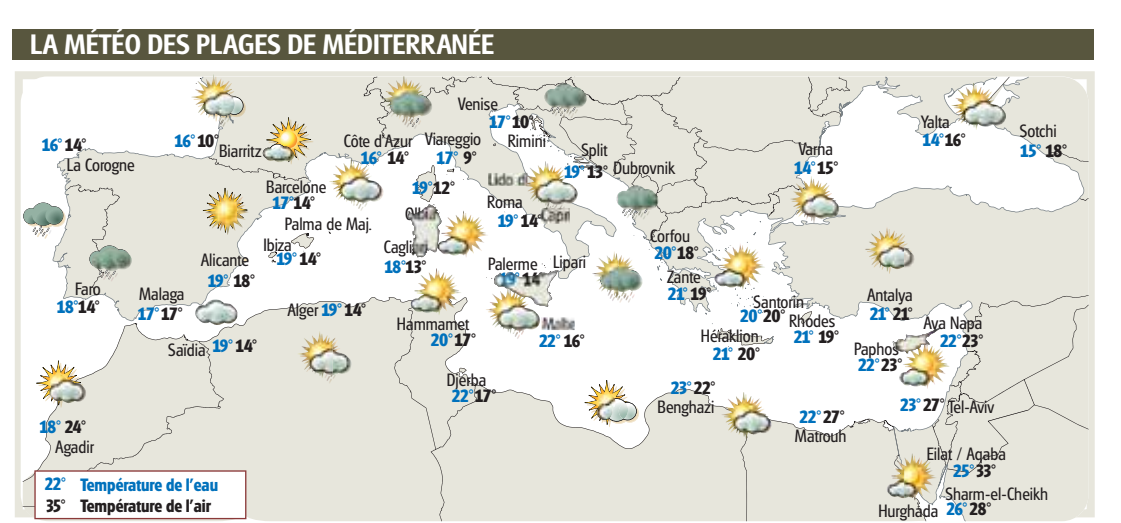 LA MÉTÉO DES PLAGES DE MÉDITERRANÉE
Venise
17° 10°
Rimini
Yalta
14° 16°
Sotchi
15° 18°
16° 14°
La Corogne
16° 10°
Biarritz
Côte d'Azur
16° 14°
Viareggio
17° 9°
Split
19° 13°
Dubrovnik
Varna
14° 15°
Barcelone
17° 14°
19° 12°
Lido di
Roma
19° 14°
Capri
Palma de Maj.
Olbia
Ibiza
19° 14°
Cagliari
18° 13°
Corfou
20° 18°
Alicante
19° 18°
Palerme
19° 14°
Lipari
Zante
21° 19°
Faro
18° 14°
Malaga
17° 17°
Alger 19° 14°
Hammamet
20° 17°
Malte
22° 16°
Santorin
20° 20°
Rhodes
21° 19°
Antalya
21° 21°
Héraklion
21° 20°
Aya Napa
22° 23°
Paphos
22° 23°
Saïdia 19° 14°
Djerba
22° 17°
23° 22°
Benghazi
22° 27°
Matrouh
23° 27° Tel-Aviv
18° 24°
Agadir
Eilat / Aqaba
25° 33°
Sharm-el-Cheikh
Hurghada 26° 28°
22° Température de l'eau
35° Température de l'air